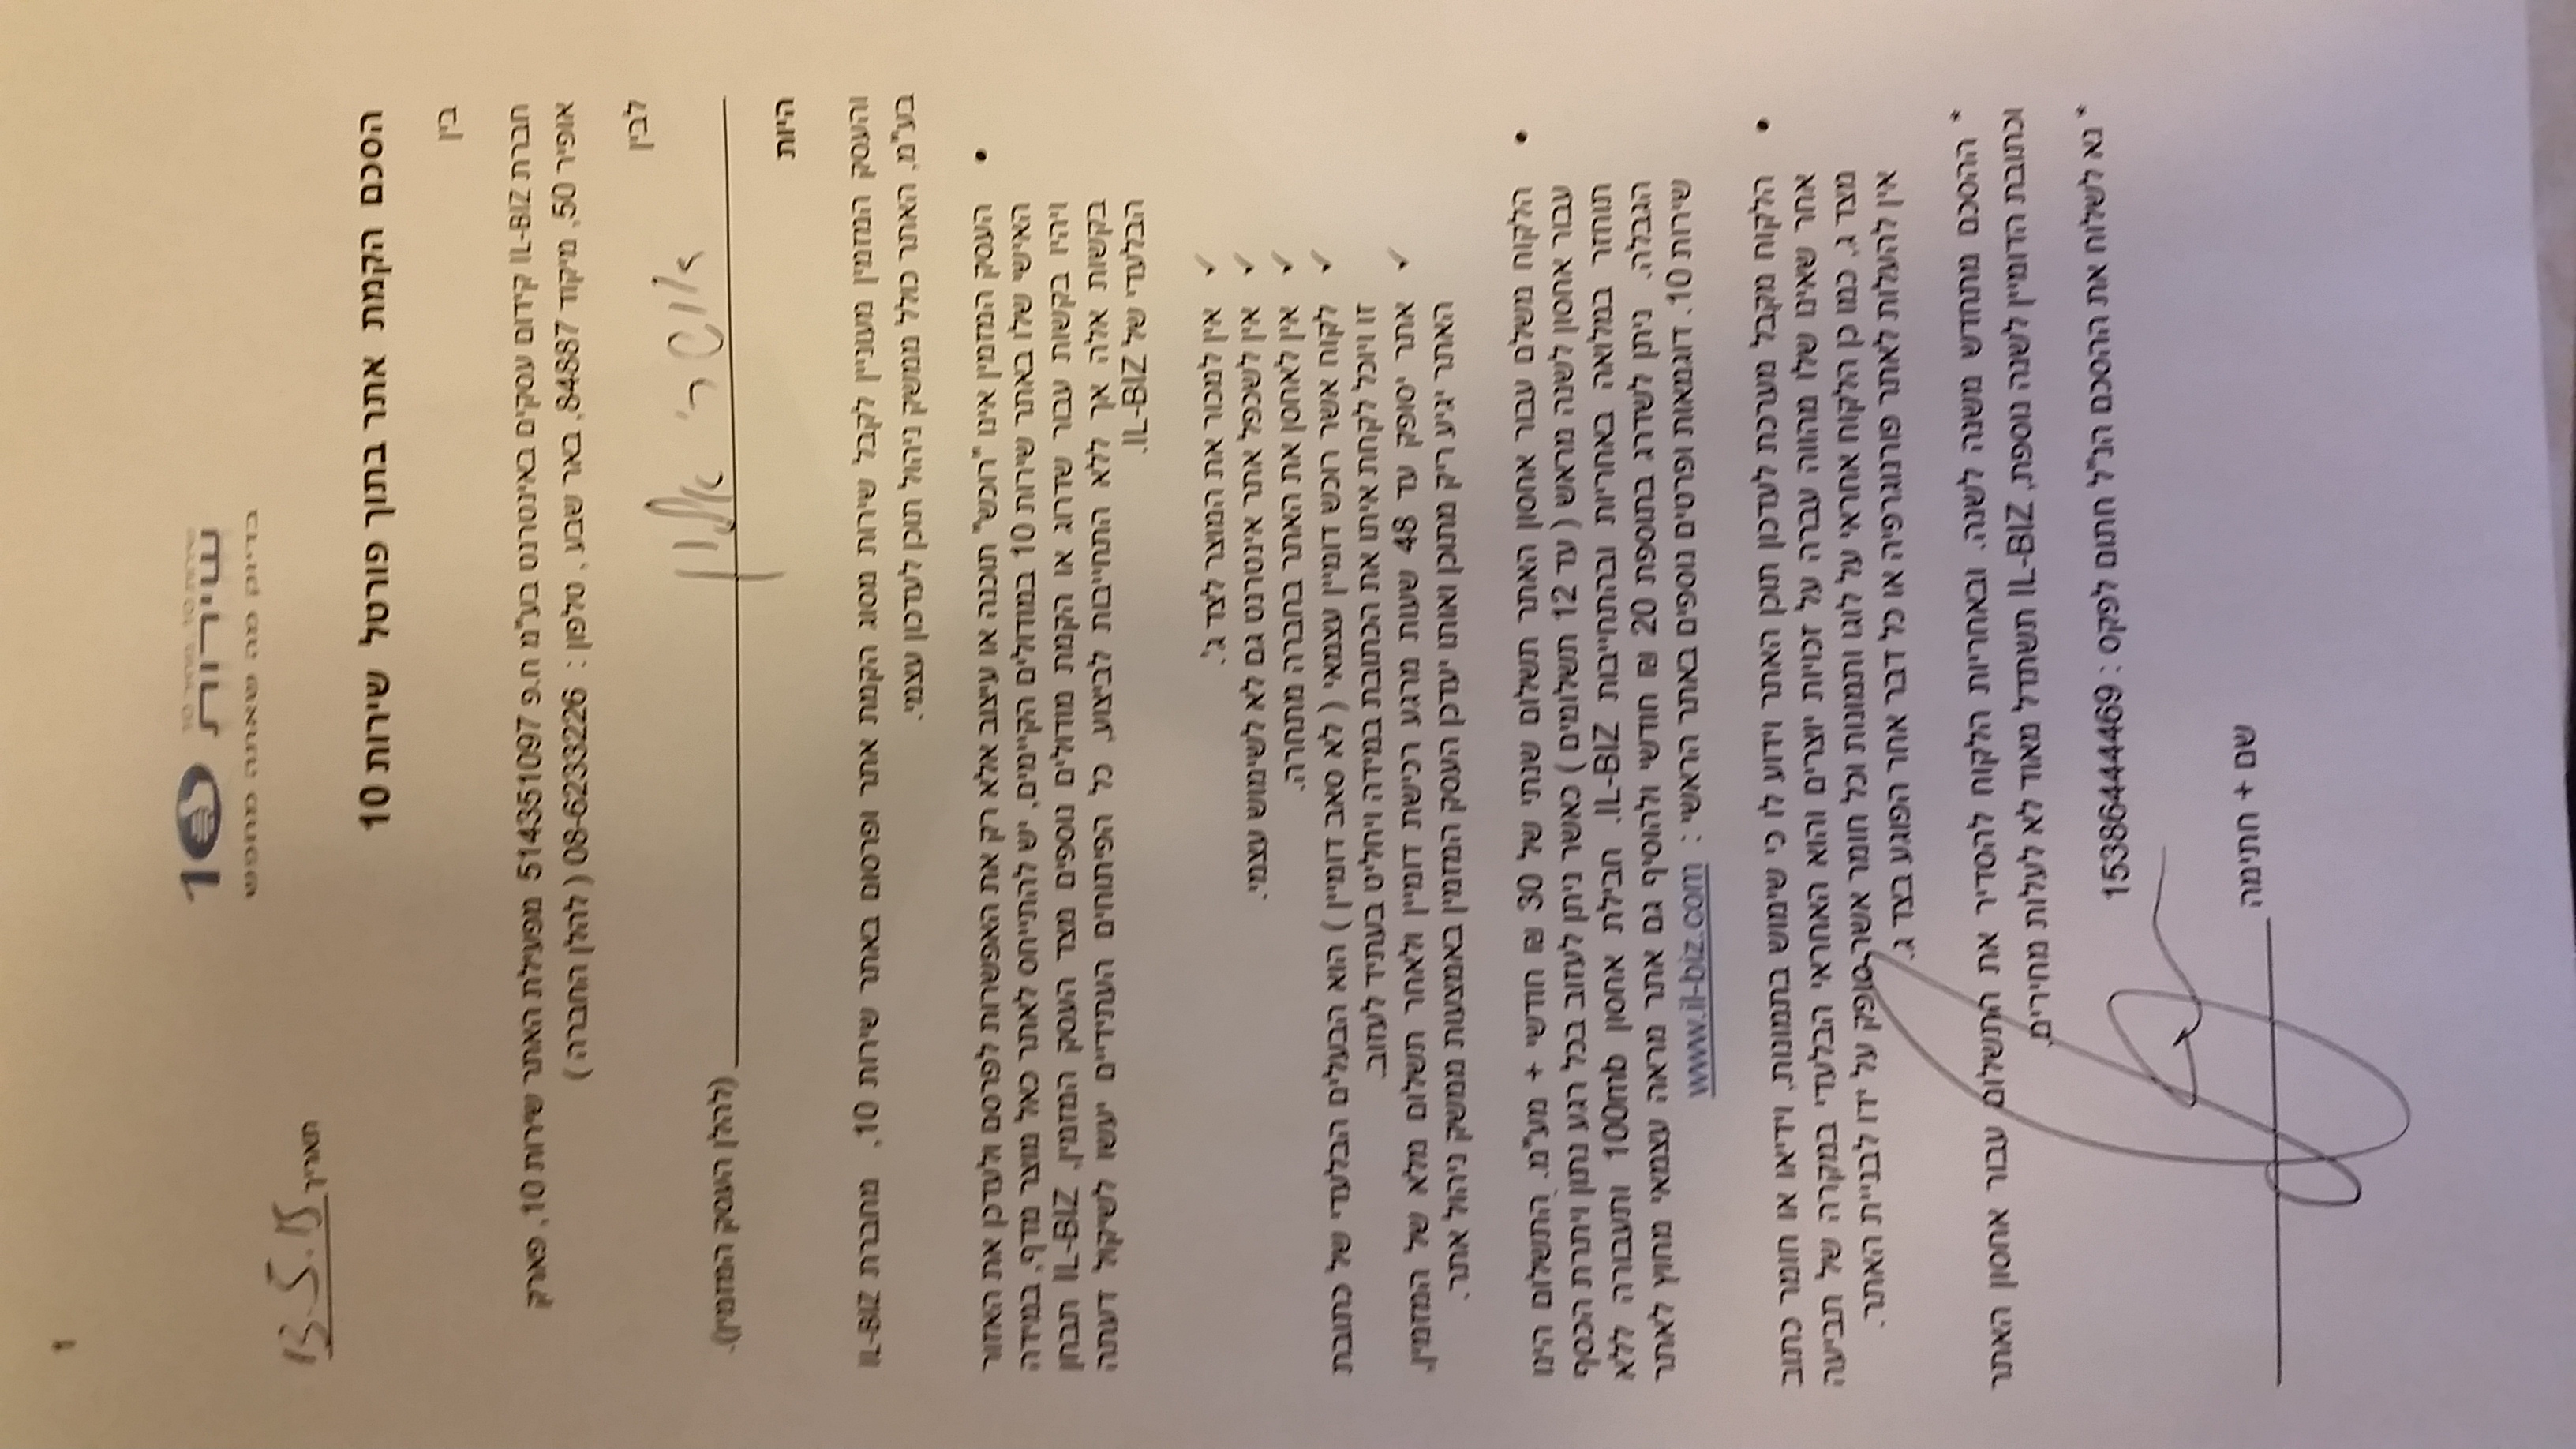 1
שירות 10, מחיר 10
שירות 10
בדיוק מה שאתה מחפש
תאריך 13.5.15
הסכם הקמת אתר בתוך פורטל שירות 10
בין
חברת IL-BIZ קידום עסקים באינטרנט בע"מ ח.פ 514351097 מפעילת האתר שירות 10, פארק
אופיר 50, מיקוד 84887, באר שבע , טלפון : 08-6233226 ( להלן החברה )
לבין
אושר אלון (להלן העסק המזמין).
היות
והעסק המזמין מעוניין לקבל שירות מסוג הקמת אתר ופרסום באתר שירות 10, מחברת IL-BIZ
בע"מ, האתר כולל ממשק ניהול תוכן לעדכון עצמי.
• העסק המזמין אינו "רוכש" תוכנה או עיצוב אלא רק את האפשרות לפרסם ולעדכן את האזור
האישי שלו באתר שירות 10 במודולים הקיימים, יש להתייחס לאתר כאל מוצר מדף, במידה
ויהיו בקשות עבור שדרוג או הקמת מודולים נוספים מצד העסק המזמין, IL-BIZ תבחן
בקשות אלה אך ללא התחייבות לביצוע, כל הפיתוחים העתידיים יעשו לשיקול דעתה
הבלעדי של IL-BIZ.
✓ אין למכור את המוצר לצד ג'.
✓ אין לשכפל אתר אינטרנט גם לא לשימוש עצמי.
✓ אין לאחסן את האתר בחברה מתחרה.
✓ לקוח אשר רוכש דומיין עצמאי ( לא סאב דומיין ) הוא הבעלים הבלעדי של כתובת
זו ויוכל לקחת איתו את הכתובת במידה ויחליט בעתיד לעזוב.
✓ אתר יסופק עד 48 שעות מרגע רכישת דומיין ולאחר תשלום מלא של המזמין,
האתר יגיע ריק מתוכן ואותו יעדכן העסק המזמין באמצעות ממשק ניהול אתר.
• הלקוח משלם עבור אחסון האתר תשלום שנתי של 30 ₪ חודשי + מע"מ. התשלום הינו
עבור אחסון לשנה מראש ( עד 12 תשלומים ) כאשר ניתן לעזוב בכל רגע נתון ויתרת הכסף
תוחזר במלואה באחריות ובהתחייבות IL-BIZ. חבילת אחסון 100mb ותעבורה ללא
הגבלה. ניתן לשדרג בתוספת 20 ₪ חודשי ולהוסיף גם אתר מראה עצמאי מחוץ לאתר
שירות 10. דוגמאות ופרטים נוספים באתר הראשי : www.il-biz.com
• הלקוח מקבל מערכת לעדכון תוכן האתר וידוע לו כי שימוש בתמונות, וידיאו או חומר כתוב
אחר שאינו שלו מהווה עברה על זכויות יוצרים והוא האחראי הבלעדי במקרה של תביעה
מצד ג, כמו כן הלקוח אחראי על לוגו ותמונות וכל חומר אשר סופק על ידו לבניית האתר.
אין להעלות לאתר פורנוגרפיה או כל דבר אחר הפוגע בצד ג.
* ההסכם מתחדש משנה לשנה. ובאחריות הלקוח להסדיר את התשלום עבור אחסון האתר
וכתובת הדומיין לשנה נוספת, IL-BIZ תשתדל מאוד לא לעלות מחירים.
* נא לשלוח את ההסכם הנ"ל חתום לפקס : 15386444469
שם + חתימה